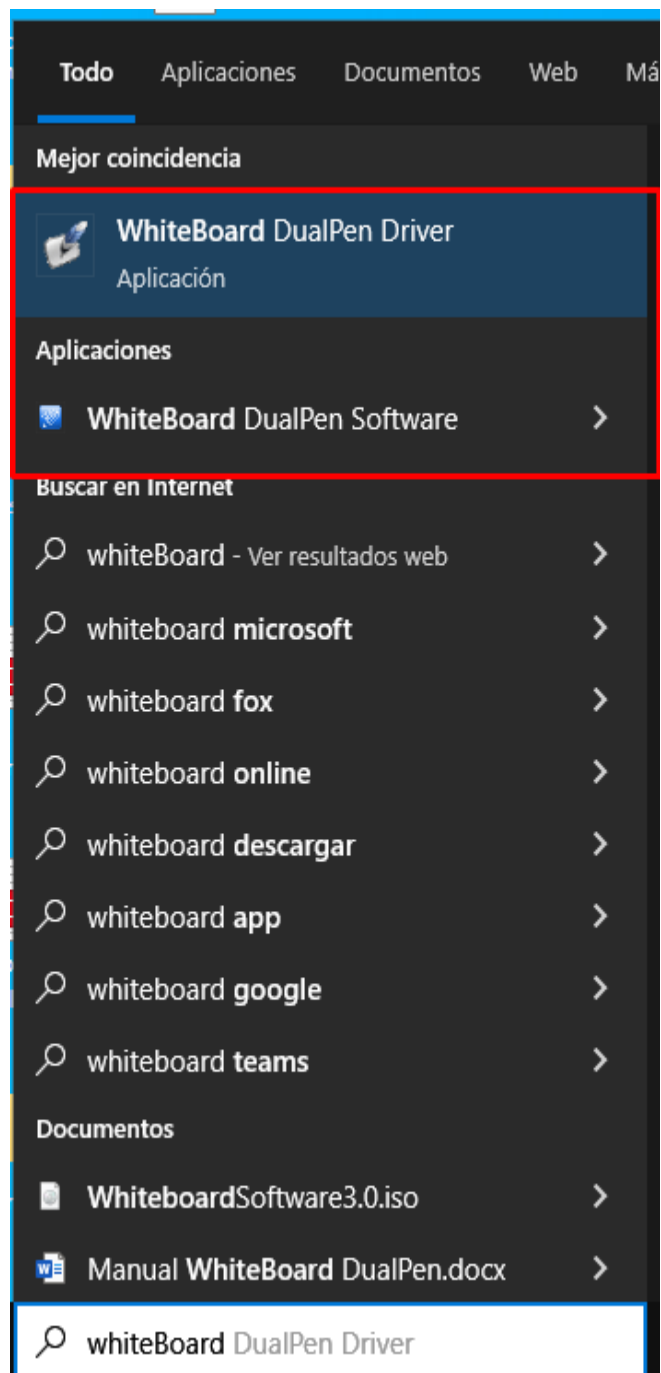 Todo Aplicaciones Documentos Web Má
Mejor coincidencia
WhiteBoard DualPen Driver
Aplicación
Aplicaciones
WhiteBoard DualPen Software
Buscar en Internet
whiteBoard - Ver resultados web
whiteboard microsoft
whiteboard fox
whiteboard online
whiteboard descargar
whiteboard app
whiteboard google
whiteboard teams
Documentos
WhiteboardSoftware3.0.iso
Manual WhiteBoard DualPen.docx
whiteBoard DualPen Driver